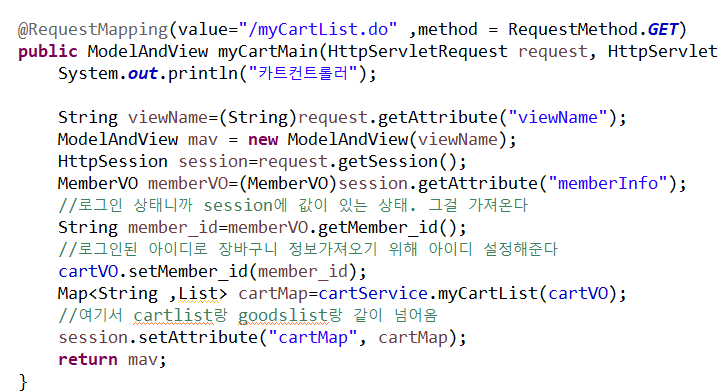 @RequestMapping(value="/myCartList.do" ,method = RequestMethod.GET)
public ModelAndView myCartMain(HttpServletRequest request, HttpServlet
System.out.println("카트컨트롤러");
String viewName=(String)request.getAttribute("viewName");
ModelAndView mav = new ModelAndView(viewName);
HttpSession session=request.getSession();
MemberVO memberVO=(MemberVO)session.getAttribute("memberInfo");
//로그인 상태니까 session에 값이 있는 상태. 그걸 가져온다
String member_id=memberVO.getMember_id();
//로그인된 아이디로 장바구니 정보가져오기 위해 아이디 설정해준다
cartVO.setMember_id(member_id);
Map<String ,List> cartMap=cartService.myCartList(cartVO);
//여기서 cartlist랑 goodslist랑 같이 넘어옴
session.setAttribute("cartMap", cartMap);
return mav;
}